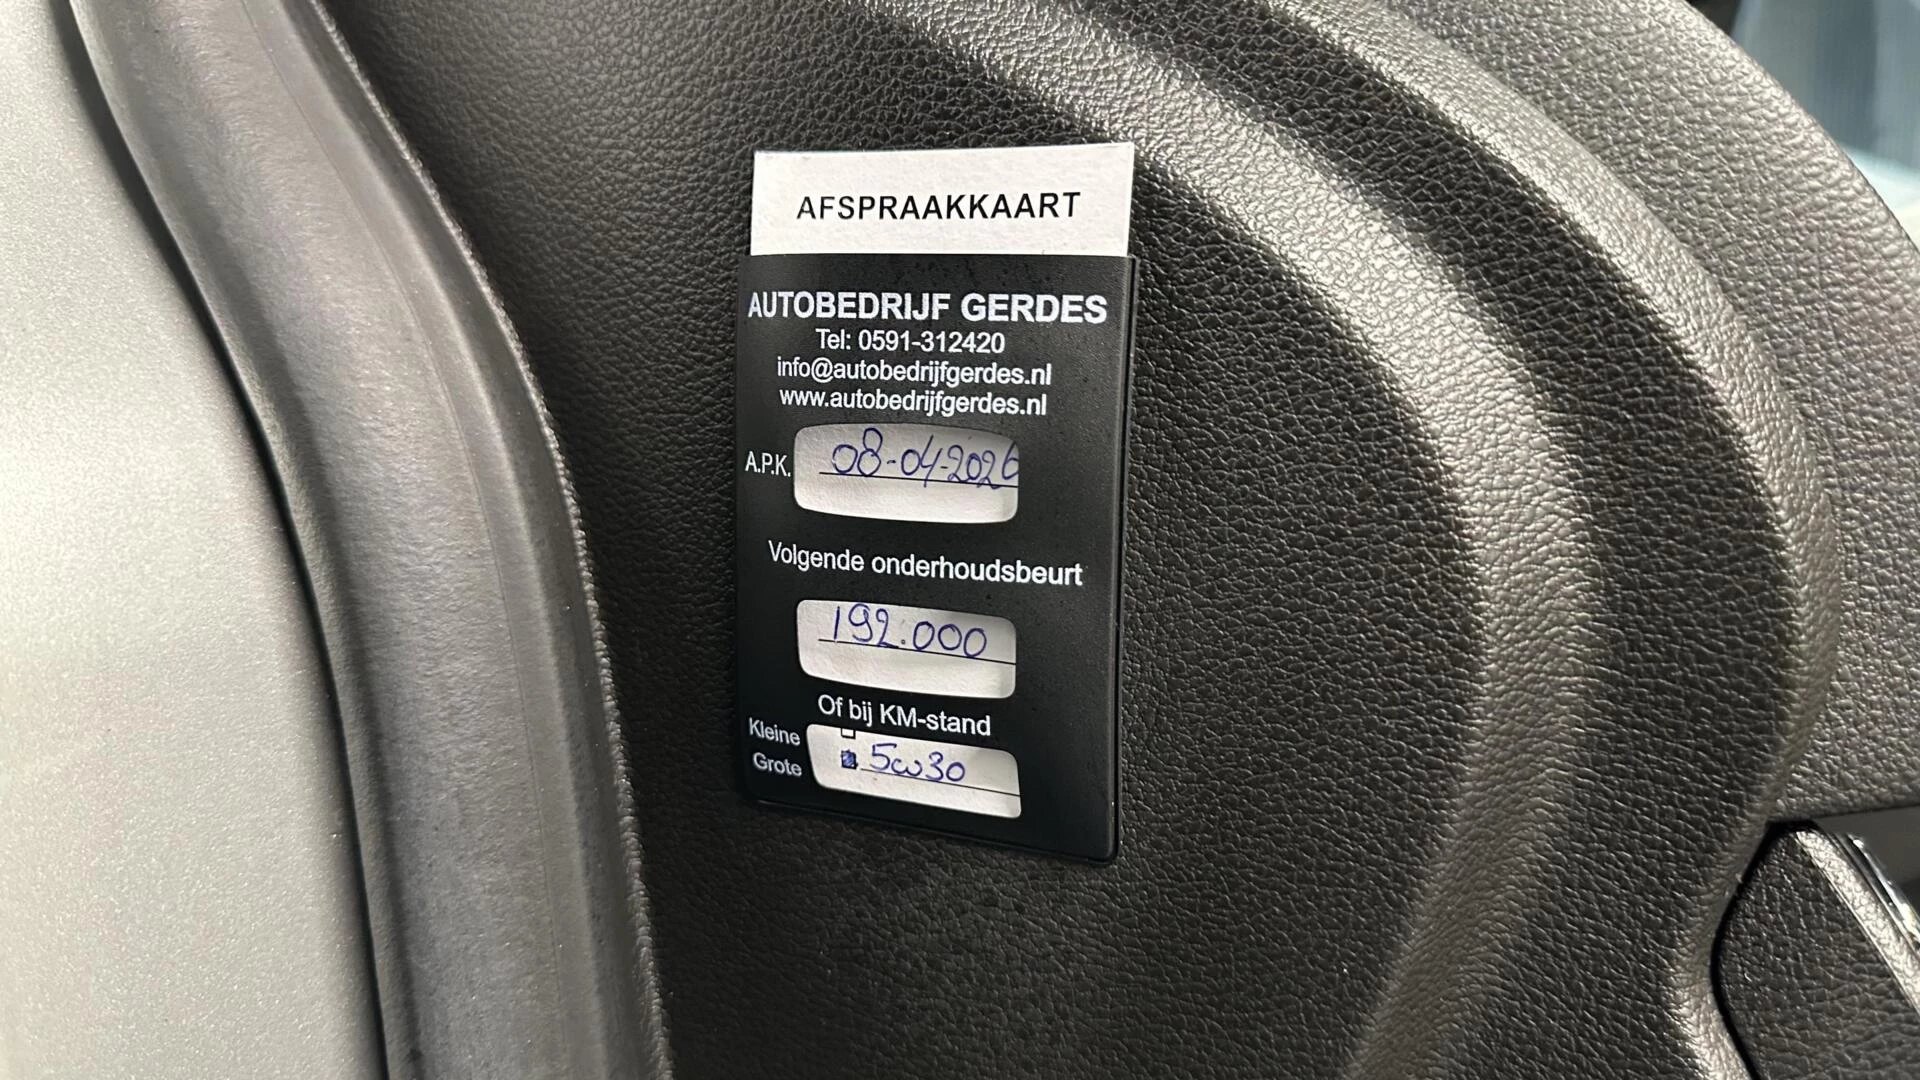 AFSPRAAKKAART
AUTOBEDRIJF GERDES
Tel: 0591-312420
info@autobedrijfgerdes.nl
www.autobedrijfgerdes.nl
A.P.K. 08-04-2026
Volgende onderhoudsbeurt
192.000
Of bij KM-stand
Kleine
Grote 5w30